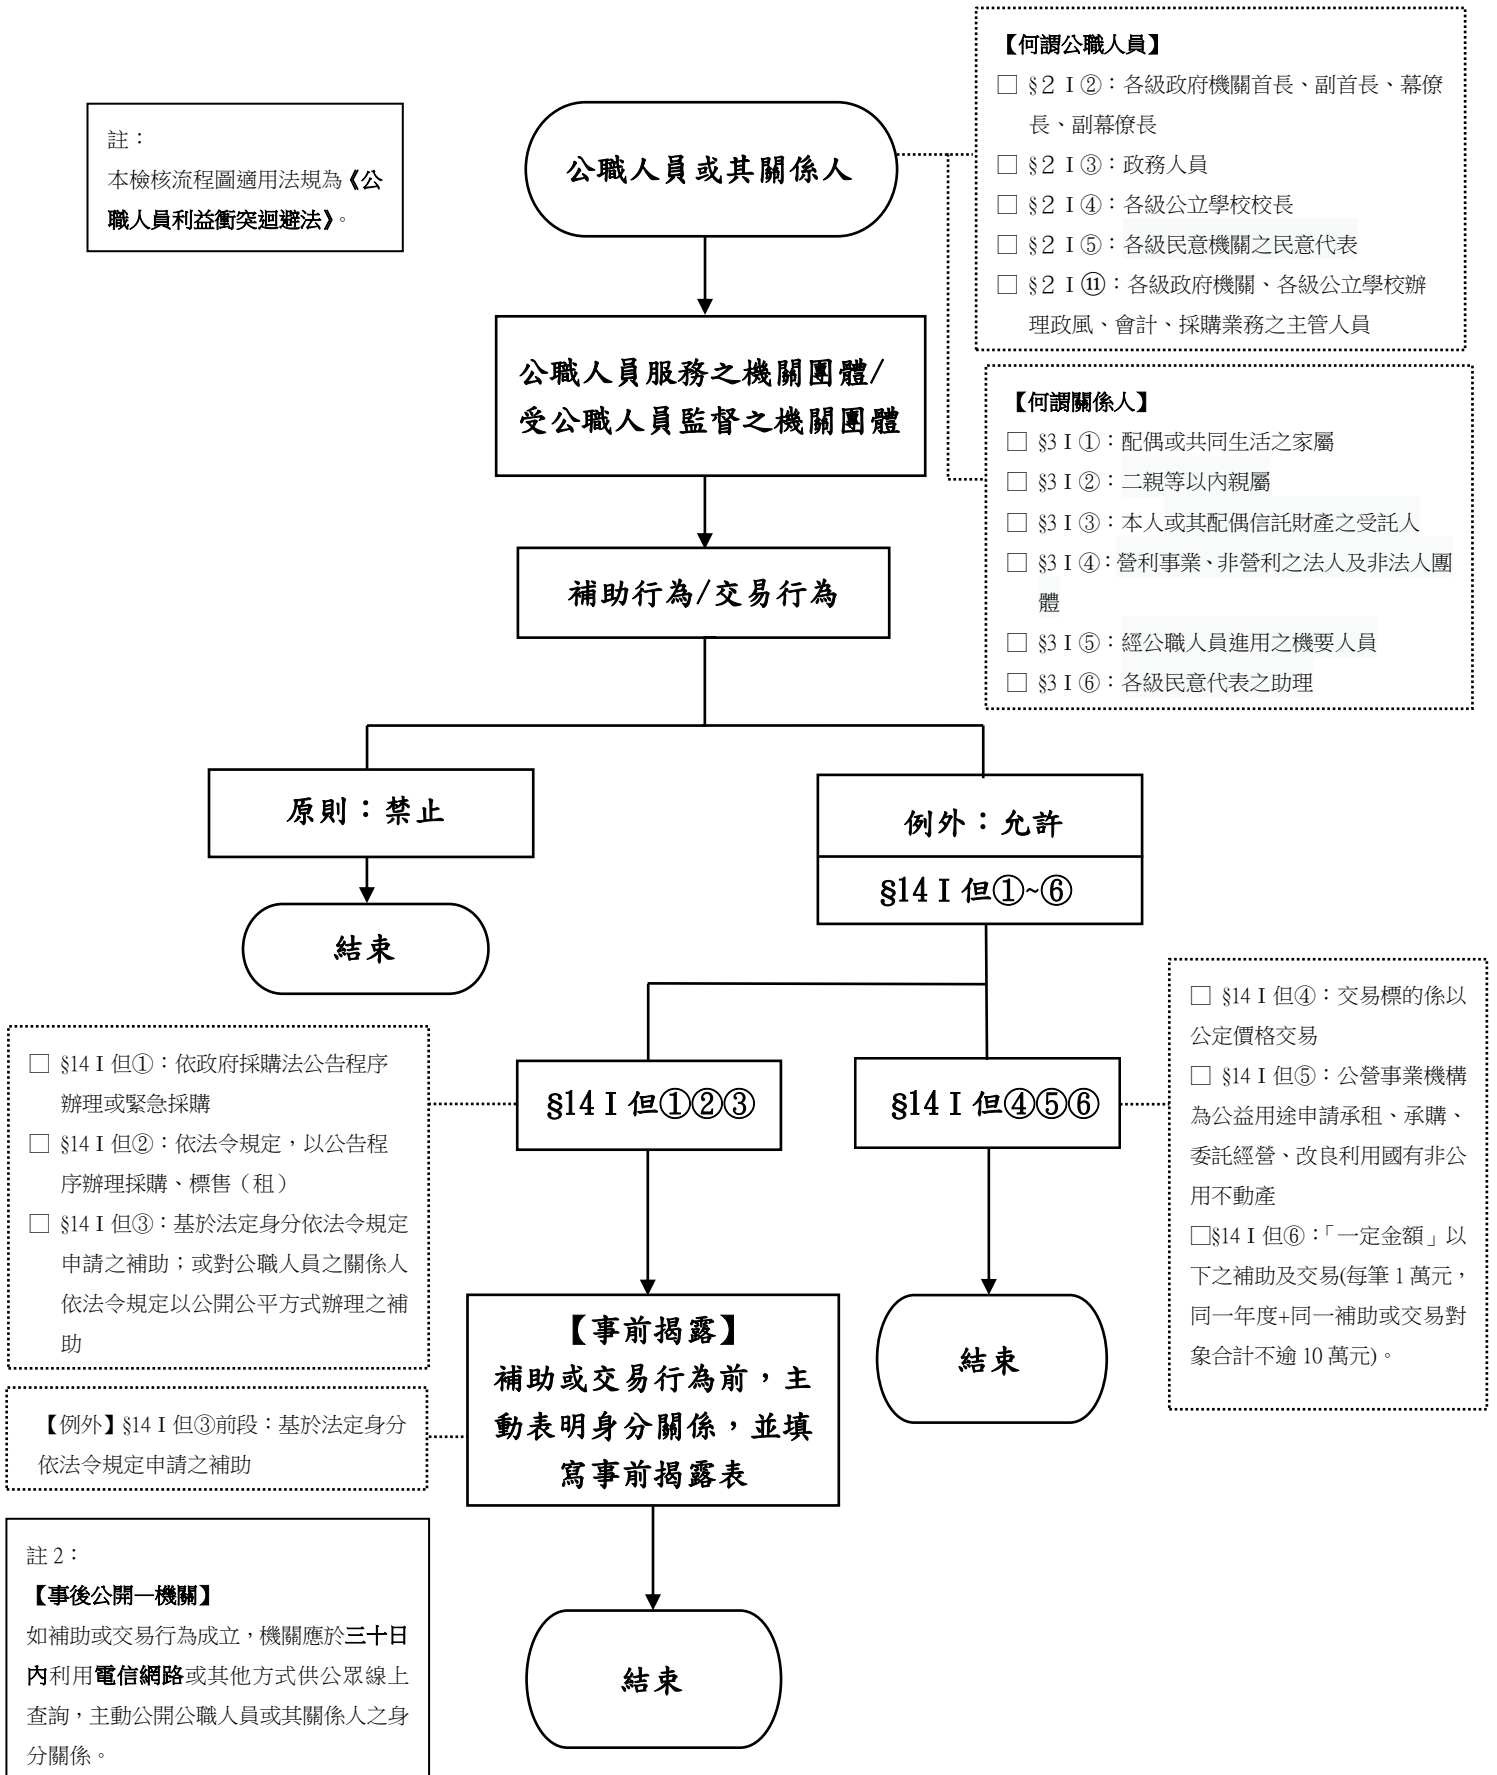 註：
本檢核流程圖適用法規為《公
職人員利益衝突迴避法》。
公職人員或其關係人
【何謂公職人員】
□ §2 I②：各級政府機關首長、副首長、幕僚
長、副幕僚長
□ §2 I③：政務人員
□ §2 I④：各級公立學校校長
□ §2 I⑤：各級民意機關之民意代表
□ §2 I⑪：各級政府機關、各級公立學校辦
理政風、會計、採購業務之主管人員
公職人員服務之機關團體/
受公職人員監督之機關團體
【何謂關係人】
□ §3 I①：配偶或共同生活之家屬
□ §3 I②：二親等以內親屬
□ §3 I③：本人或其配偶信託財產之受託人
□ §3 I④：營利事業、非營利之法人及非法人團
體
□ §3 I⑤：經公職人員進用之機要人員
□ §3 I⑥：各級民意代表之助理
補助行為/交易行為
原則：禁止
結束
例外：允許
§14 I 但①~⑥
§14 I 但①②③
§14 I 但④⑤⑥
□ §14 I 但①：依政府採購法公告程序
辦理或緊急採購
□ §14 I 但②：依法令規定，以公告程
序辦理採購、標售（租）
□ §14 I 但③：基於法定身分依法令規定
申請之補助；或對公職人員之關係人
依法令規定以公開公平方式辦理之補
助
□ §14 I 但④：交易標的係以
公定價格交易
□ §14 I 但⑤：公營事業機構
為公益用途申請承租、承購、
委託經營、改良利用國有非公
用不動產
□§14 I 但⑥：「一定金額」以
下之補助及交易(每筆 1 萬元，
同一年度+同一補助或交易對
象合計不逾 10 萬元)。
【事前揭露】
補助或交易行為前，主
動表明身分關係，並填
寫事前揭露表
結束
【例外】§14 I 但③前段：基於法定身分
依法令規定申請之補助
註 2：
【事後公開—機關】
如補助或交易行為成立，機關應於三十日
內利用電信網路或其他方式供公眾線上
查詢，主動公開公職人員或其關係人之身
分關係。
結束